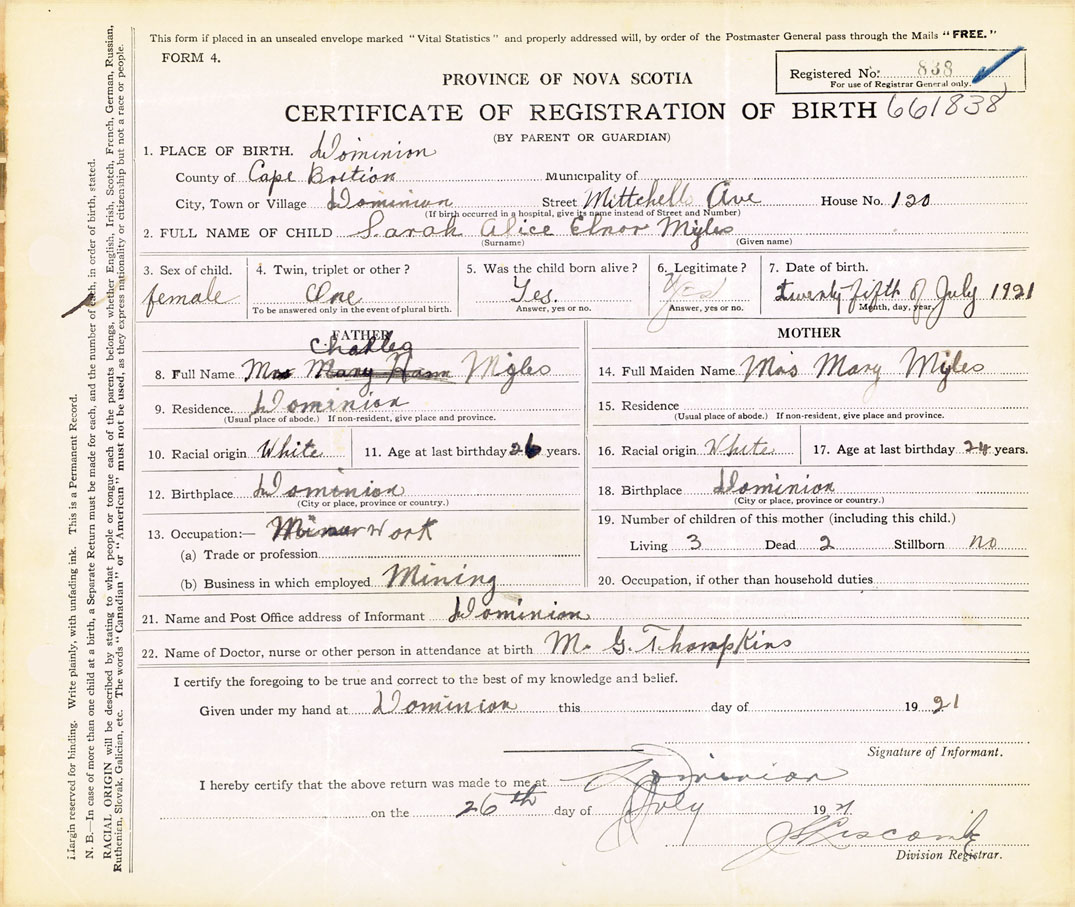 This form if placed in an unsealed envelope marked "Vital Statistics" and properly addressed will, by order of the Postmaster General pass through the Mails "FREE."
FORM 4.
Registered No: 838
For use of Registrar General only.
PROVINCE OF NOVA SCOTIA
CERTIFICATE OF REGISTRATION OF BIRTH 661838
(BY PARENT OR GUARDIAN)
1. PLACE OF BIRTH. Dominion
County of Cape Bretion Municipality of
City, Town or Village Dominion Street Mittchell Ave House No. 120
(If birth occurred in a hospital, give its name instead of Street and Number)
2. FULL NAME OF CHILD Sarah Alice Elnor Myles
(Surname) (Given name)
3. Sex of child. 4. Twin, triplet or other? 5. Was the child born alive? 6. Legitimate? 7. Date of birth.
female One Yes. Yes twenty fifth of July 1921
To be answered only in the event of plural birth. Answer, yes or no. Answer, yes or no. Month, day, year.
FATHER
Charles
8. Full Name Mr Mary Myles
9. Residence. Dominion
(Usual place of abode.) If non-resident, give place and province.
10. Racial origin White 11. Age at last birthday 26 years.
12. Birthplace Dominion
(City or place, province or country.)
13. Occupation:— Miner Work
(a) Trade or profession
(b) Business in which employed Mining
MOTHER
14. Full Maiden Name Mrs Mary Myles
15. Residence
(Usual place of abode.) If non-resident, give place and province.
16. Racial origin White 17. Age at last birthday 24 years.
18. Birthplace Dominion
(City or place, province or country.)
19. Number of children of this mother (including this child.)
Living 3 Dead 2 Stillborn no
20. Occupation, if other than household duties
21. Name and Post Office address of Informant Dominion
22. Name of Doctor, nurse or other person in attendance at birth M. G. Thompkins
I certify the foregoing to be true and correct to the best of my knowledge and belief.
Given under my hand at Dominion this day of 19 21
Signature of Informant.
I hereby certify that the above return was made to me at Dominion
on the 26th day of July 19 21
Liscomb
Division Registrar.
Margin reserved for binding. Write plainly, with unfading ink. This is a Permanent Record.
N. B.—In case of more than one child at a birth, a Separate Return must be made for each, and the number of each, in order of birth, stated.
RACIAL ORIGIN will be described by stating to what people or tongue each of the parents belongs, whether English, Irish, Scotch, French, German, Russian,
Ruthenian, Slovak, Galician, etc. The words "Canadian" or "American" must not be used, as they express nationality or citizenship but not a race or people.